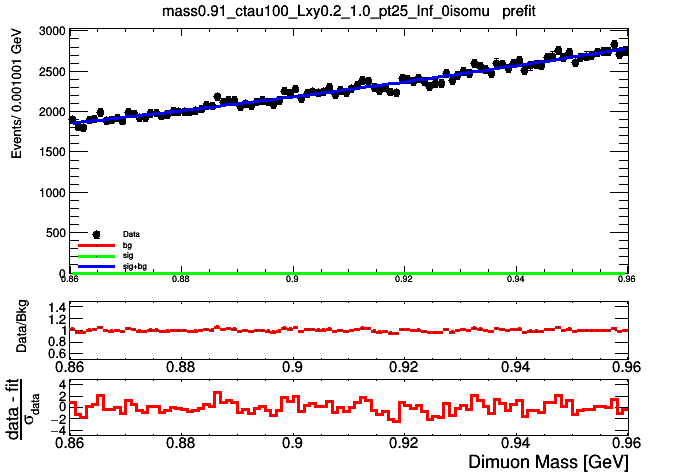 mass0.91_ctau100_Lxy0.2_1.0_pt25_Inf_0isomu prefit
Events/ 0.001001 GeV
3000
2500
2000
1500
1000
500
0
Data
bg
sig
sig+bg
0.86 0.88 0.9 0.92 0.94 0.96
Data/Bkg
1.4
1.2
1
0.8
0.6
0.86 0.88 0.9 0.92 0.94 0.96
data - fit
σdata
4
2
0
−2
−4
0.86 0.88 0.9 0.92 0.94 0.96
Dimuon Mass [GeV]